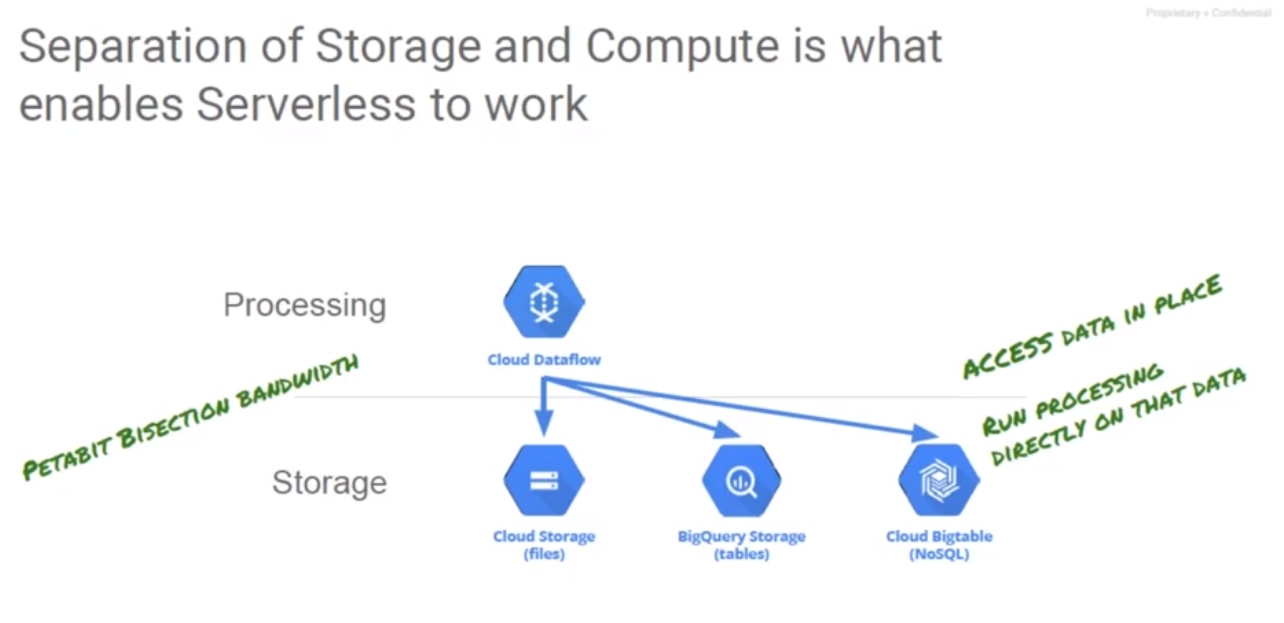 Proprietary + Confidential
Separation of Storage and Compute is what
enables Serverless to work
Processing
Cloud Dataflow
PETABIT BISECTION BANDWIDTH
ACCESS DATA IN PLACE
RUN PROCESSING
DIRECTLY ON THAT DATA
Storage
Cloud Storage
(files)
BigQuery Storage
(tables)
Cloud Bigtable
(NoSQL)